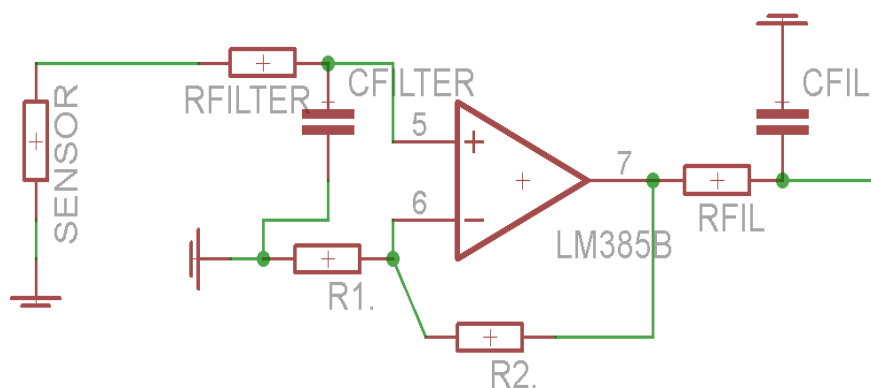 RFILTER
CFILTER
CFIL
SENSOR
5
+
7
6
-
LM385B
RFIL
R1.
R2.